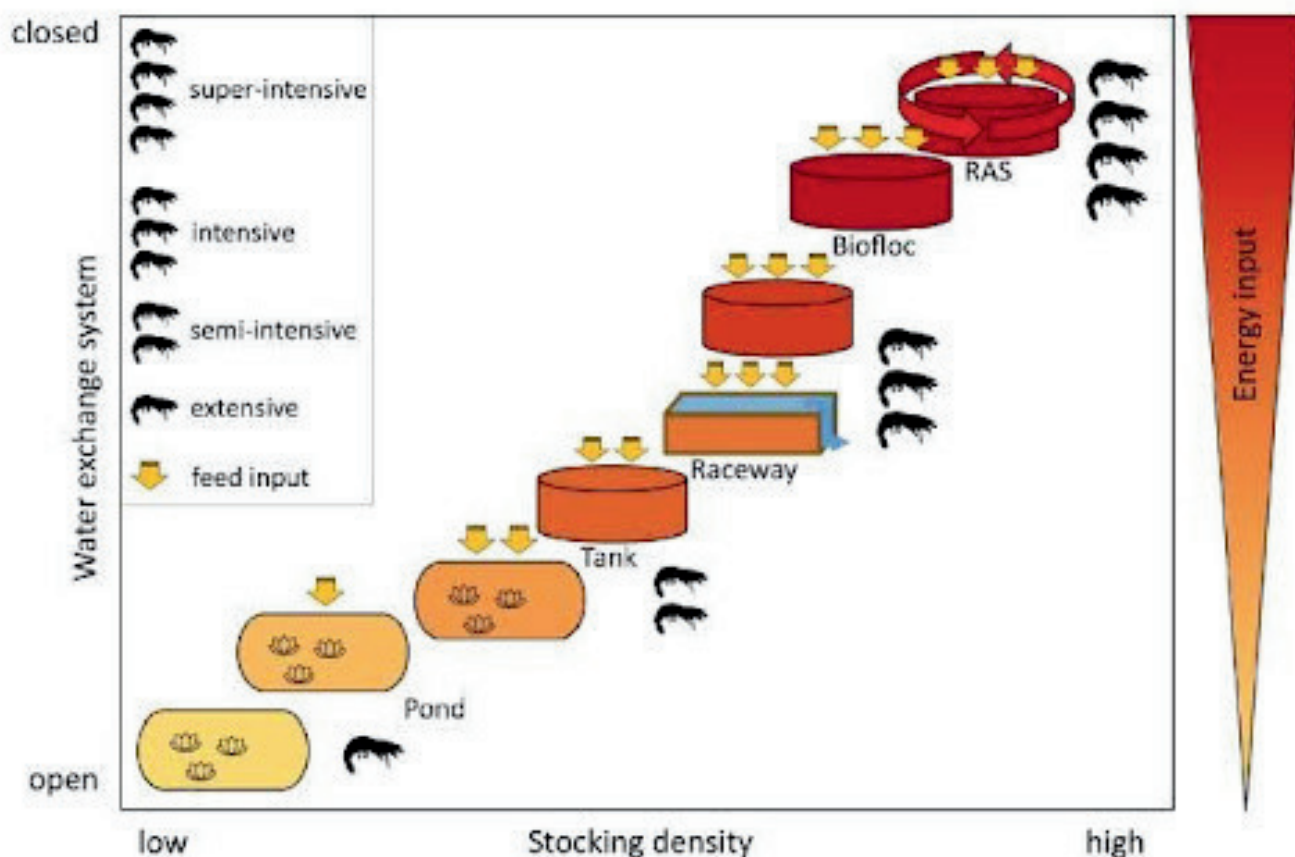 closed
super-intensive
intensive
semi-intensive
extensive
feed input
Water exchange system
open
RAS
Biofloc
Raceway
Tank
Pond
Energy input
low
Stocking density
high